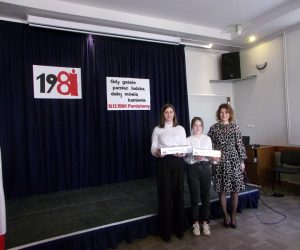 1981
Gdy gaśnie
pamięć ludzka,
dalej mówią
kamienie
13.12.1981 Pamiętamy